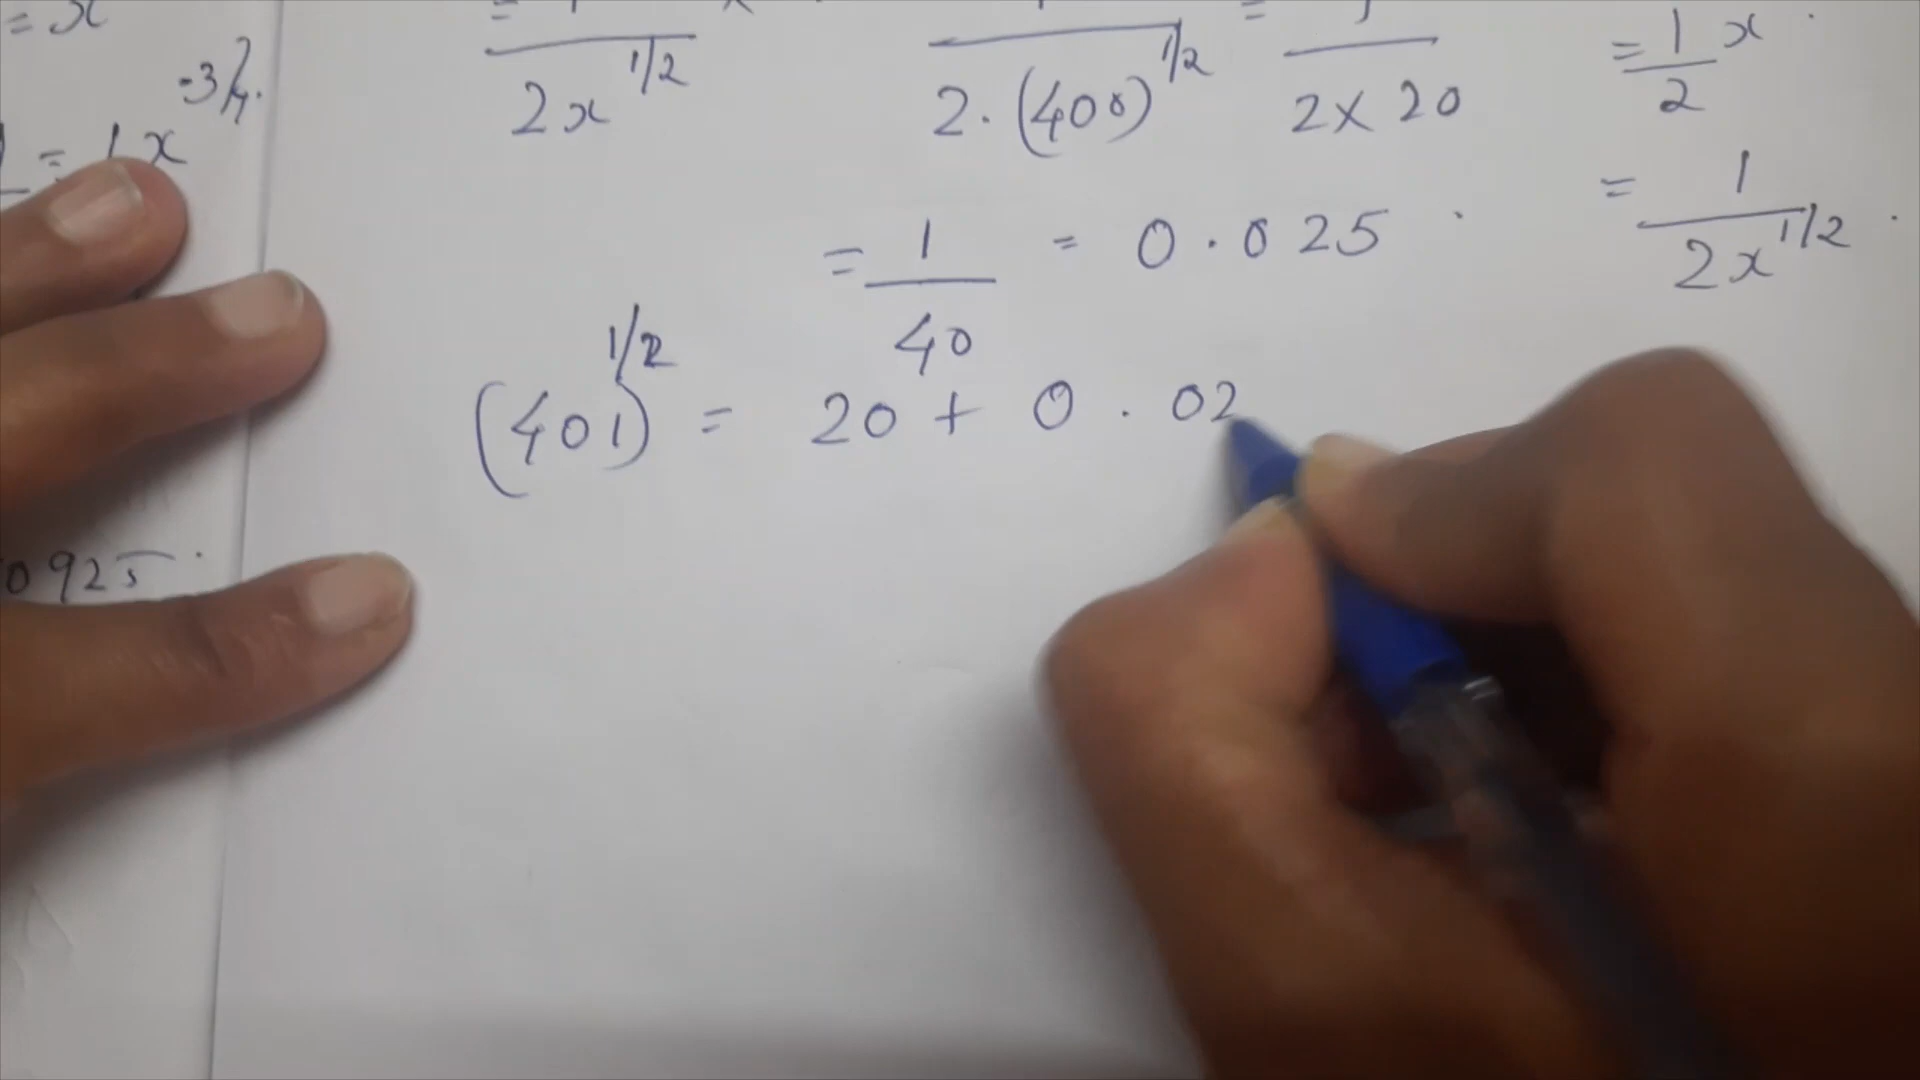 = x
-3/4.
= 1 x
0925.
2x^1/2
2.(400)^1/2 = 2 x 20
= 1/40 = 0.025.
(401)^1/2 = 20 + 0.02
= 1/2 x
= 1/2x^1/2.